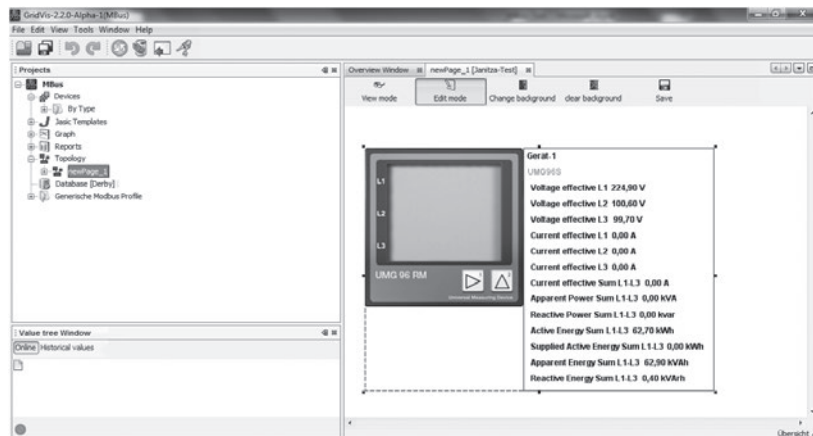 GridVis-2.2.0-Alpha-1(MBus)
File Edit View Tools Window Help
Projects
MBus
Devices
By Type
Jasic Templates
Graph
Reports
Topology
newPage_1
Database [Derby]
Generische Modbus Profile
Value tree Window
Online Historical values
Overview Window newPage_1 [Janitza-Test]
View mode Edit mode Change background clear background Save
L1
L2
L3
UMG 96 RM
Universal Measuring Device
Gerät-1
UMG96S
Voltage effective L1 224,90 V
Voltage effective L2 100,60 V
Voltage effective L3 99,70 V
Current effective L1 0,00 A
Current effective L2 0,00 A
Current effective L3 0,00 A
Current effective Sum L1-L3 0,00 A
Apparent Power Sum L1-L3 0,00 kVA
Reactive Power Sum L1-L3 0,00 kvar
Active Energy Sum L1-L3 62,70 kWh
Supplied Active Energy Sum L1-L3 0,00 kWh
Apparent Energy Sum L1-L3 62,90 kVAh
Reactive Energy Sum L1-L3 0,40 kVArh
Übersicht